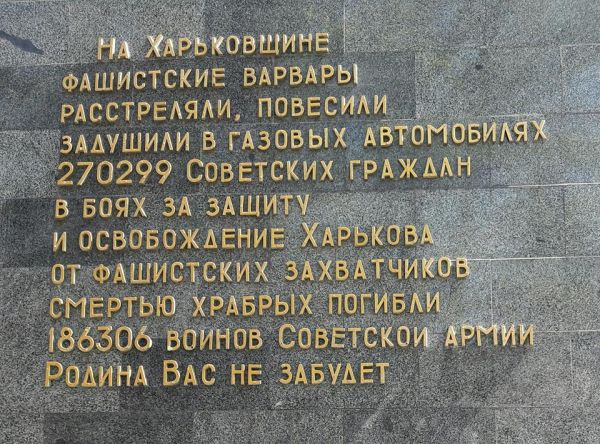 На Харьковщине
фашистские варвары
расстреляли, повесили
задушили в газовых автомобилях
270299 Советских граждан
в боях за защиту
и освобождение Харькова
от фашистских захватчиков
смертью храбрых погибли
186306 воинов Советской армии
Родина Вас не забудет